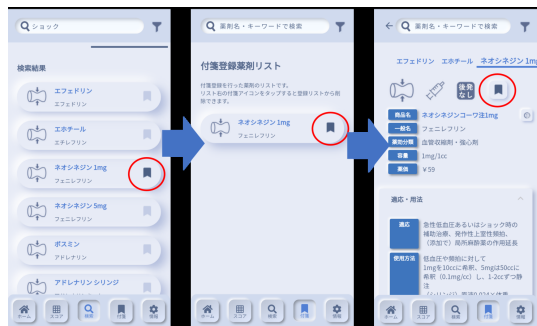 ショック
検索結果
エフェドリン
エフェドリン
エホチール
エチレフリン
ネオシネジン 1mg
フェニレフリン
ネオシネジン 5mg
フェニレフリン
ボスミン
アドレナリン
アドレナリン シリンジ
ホーム
スコア
検索
付箋
情報
薬剤名・キーワードで検索
付箋登録薬剤リスト
付箋登録を行った薬剤のリストです。
リスト右の付箋アイコンをタップすると登録リストから削
除できます。
ネオシネジン 1mg
フェニレフリン
ホーム
スコア
検索
付箋
情報
薬剤名・キーワードで検索
エフェドリン エホチール ネオシネジン 1mg
後発
なし
商品名 ネオシネジンコーワ注1mg
一般名 フェニレフリン
薬効分類 血管収縮剤・強心剤
容量 1mg/1cc
薬価 ¥59
適応・用法
適応 急性低血圧あるいはショック時の
補助治療、発作性上室性頻拍、
（添加で）局所麻酔薬の作用延長
使用方法 低血圧や頻拍に対して
1mgを10ccに希釈、5mgは50ccに
希釈（0.1mg/cc）し、1-2ccずつ静
注
ホーム
スコア
検索
付箋
情報